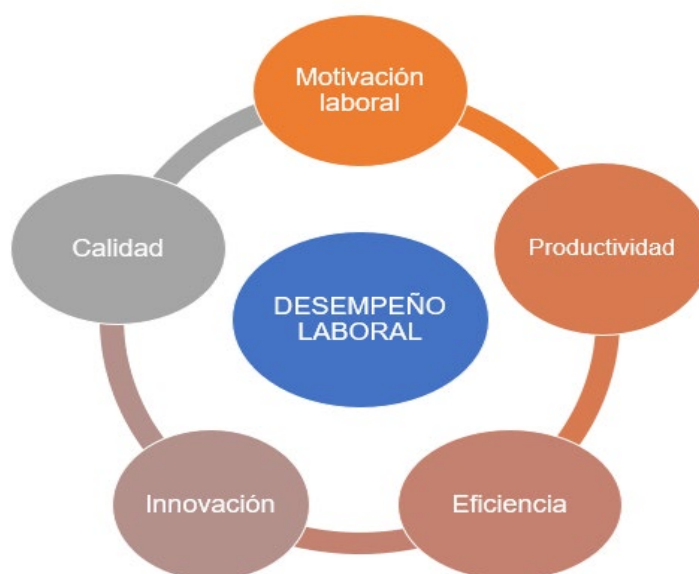 Motivación
laboral
Calidad
Productividad
DESEMPEÑO
LABORAL
Innovación
Eficiencia